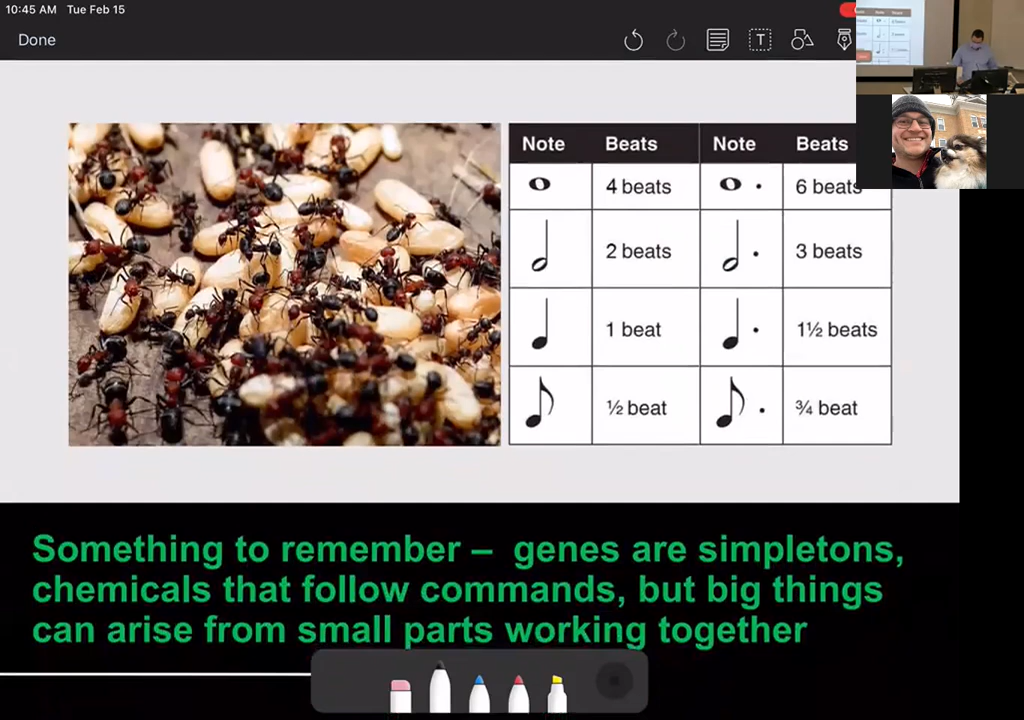 10:45 AM Tue Feb 15
Done
T
Note Beats Note Beats
4 beats 6 beats
2 beats 3 beats
1 beat 1½ beats
½ beat ¾ beat
Something to remember – genes are simpletons,
chemicals that follow commands, but big things
can arise from small parts working together